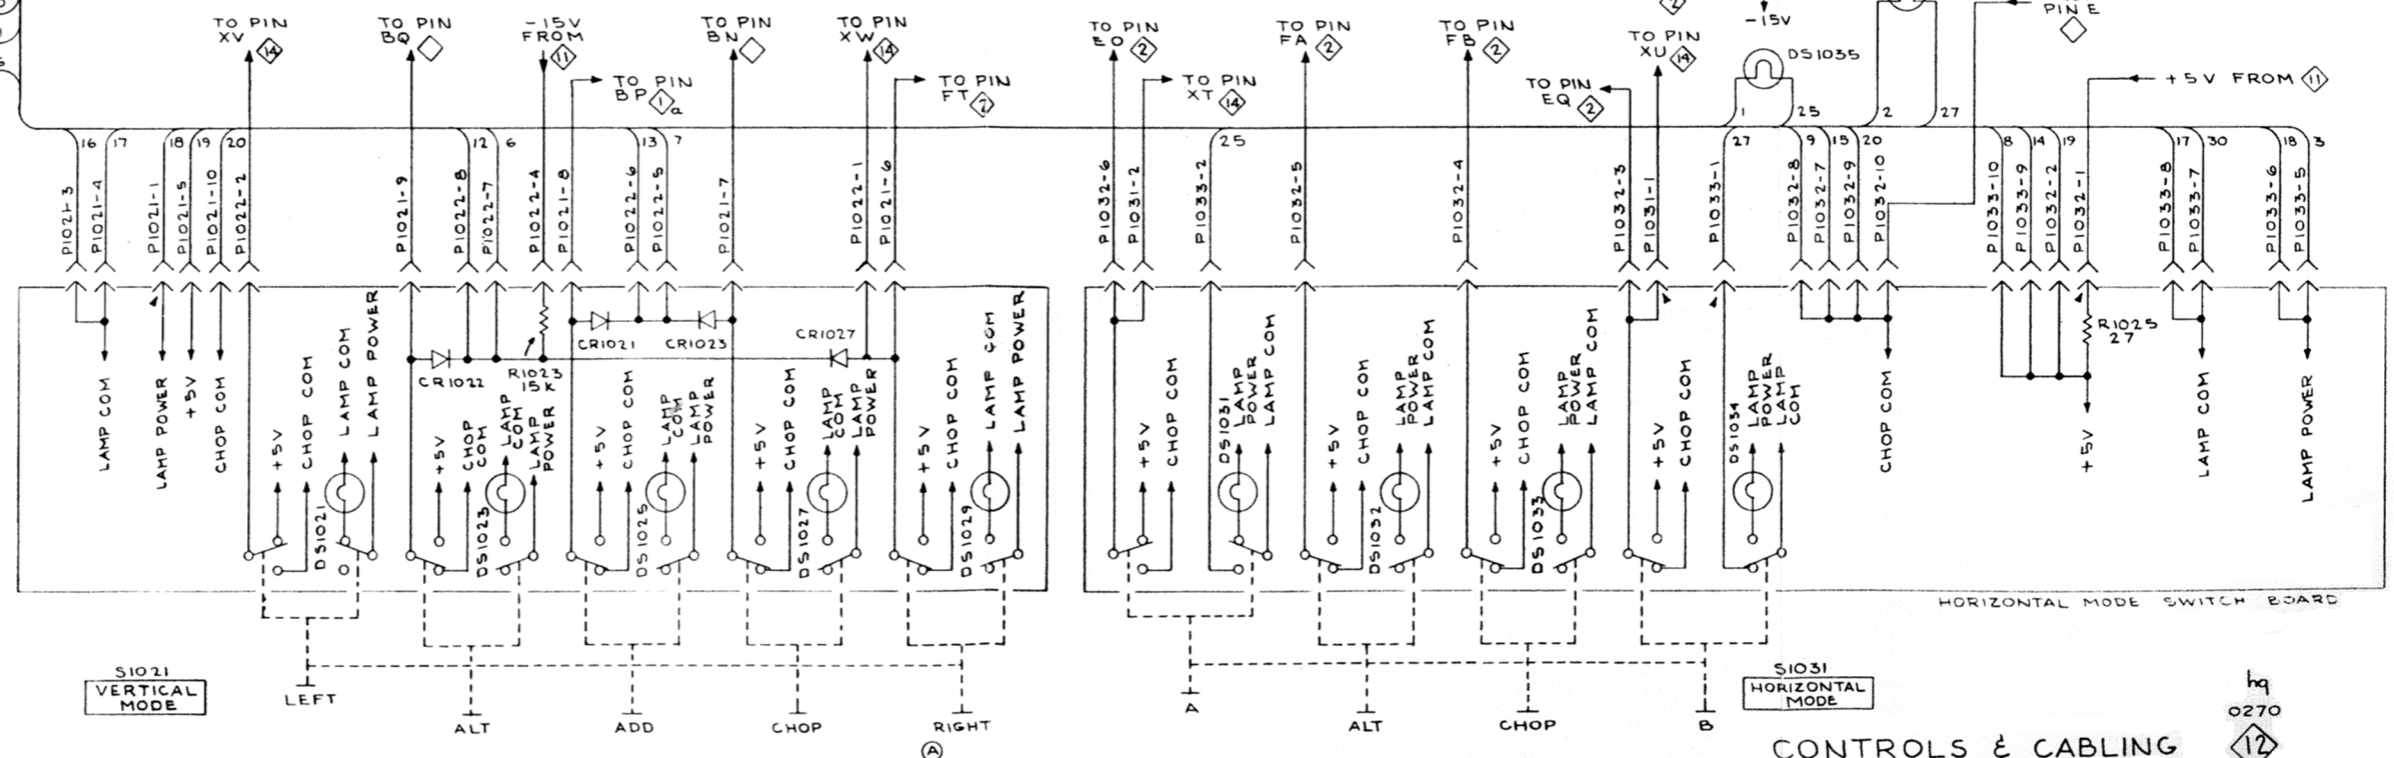 TO PIN
XV 14
TO PIN
BQ
-15V
FROM
11
TO PIN
BP 1 a
TO PIN
BN
TO PIN
XW 14
TO PIN
FT 2
TO PIN
EO 2
TO PIN
XT 14
TO PIN
FA 2
TO PIN
FB 2
TO PIN
EQ 2
TO PIN
XU 14
2
-15V
DS1035
PIN E
+5V FROM 11
16
17
18
19
20
12
6
13
7
25
1
25
2
27
27
9
15
20
8
14
19
17
30
18
3
P1021-3
P1021-4
P1021-1
P1021-5
P1021-10
P1022-2
P1021-9
P1022-8
P1022-7
P1022-4
P1021-8
P1022-6
P1022-5
P1021-7
P1022-1
P1021-6
P1032-6
P1031-2
P1033-2
P1032-5
P1032-4
P1032-3
P1031-1
P1033-1
P1032-8
P1032-7
P1032-9
P1032-10
P1033-10
P1033-9
P1032-2
P1032-1
P1033-8
P1033-7
P1033-6
P1033-5
CR1022
R1023
15K
CR1021
CR1023
CR1027
R1025
27
LAMP COM
LAMP POWER
+5V
CHOP COM
+5V
CHOP COM
DS1021
LAMP COM
LAMP POWER
+5V
CHOP
COM
DS1023
LAMP
COM
LAMP
POWER
+5V
CHOP COM
DS1025
LAMP
COM
LAMP
POWER
+5V
CHOP COM
DS1027
LAMP
COM
LAMP
POWER
+5V
CHOP COM
DS1029
LAMP COM
LAMP POWER
+5V
CHOP COM
DS1031
LAMP
POWER
LAMP COM
+5V
CHOP COM
DS1032
LAMP
POWER
LAMP COM
+5V
CHOP COM
DS1033
LAMP
POWER
LAMP COM
+5V
CHOP COM
DS1034
LAMP
POWER
LAMP
COM
CHOP COM
+5V
LAMP COM
LAMP POWER
HORIZONTAL MODE SWITCH BOARD
S1021
VERTICAL
MODE
LEFT
ALT
ADD
CHOP
RIGHT
A
A
ALT
CHOP
B
S1031
HORIZONTAL
MODE
hq
0270
CONTROLS & CABLING 12